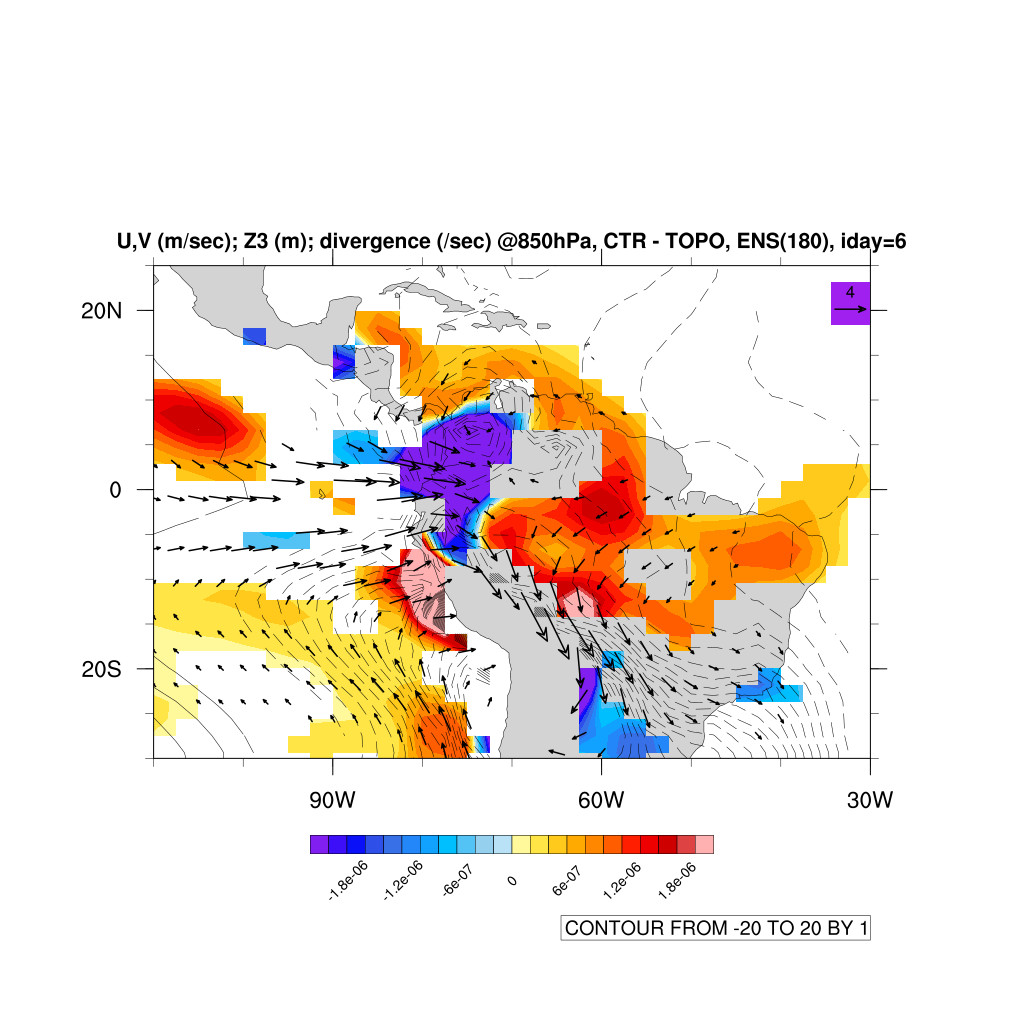 U,V (m/sec); Z3 (m); divergence (/sec) @850hPa, CTR - TOPO, ENS(180), iday=6
4
20N
0
20S
90W 60W 30W
-1.8e-06 -1.2e-06 -6e-07 0 6e-07 1.2e-06 1.8e-06
CONTOUR FROM -20 TO 20 BY 1